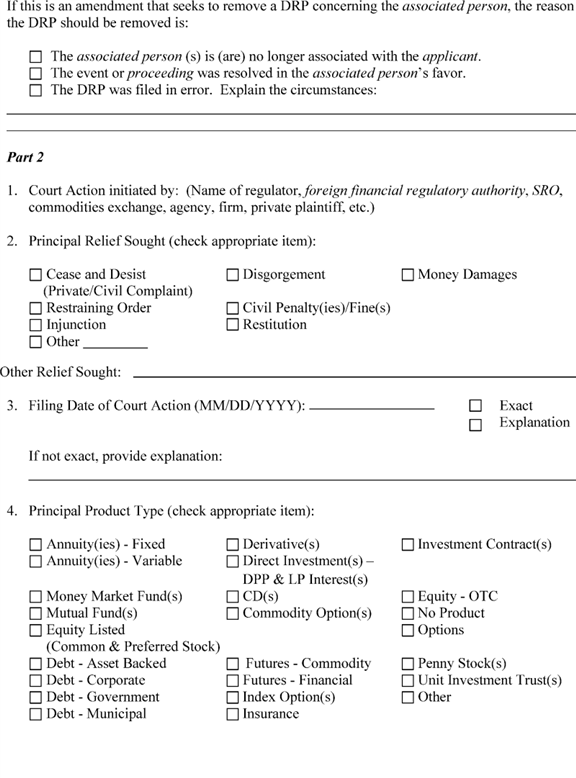 If this is an amendment that seeks to remove a DRP concerning the associated person, the reason
the DRP should be removed is:
☐ The associated person (s) is (are) no longer associated with the applicant.
☐ The event or proceeding was resolved in the associated person's favor.
☐ The DRP was filed in error. Explain the circumstances:
Part 2
1. Court Action initiated by: (Name of regulator, foreign financial regulatory authority, SRO,
commodities exchange, agency, firm, private plaintiff, etc.)
2. Principal Relief Sought (check appropriate item):
☐ Cease and Desist ☐ Disgorgement ☐ Money Damages
(Private/Civil Complaint)
☐ Restraining Order ☐ Civil Penalty(ies)/Fine(s)
☐ Injunction ☐ Restitution
☐ Other ________
Other Relief Sought: ________
3. Filing Date of Court Action (MM/DD/YYYY): ________ ☐ Exact
☐ Explanation
If not exact, provide explanation:
4. Principal Product Type (check appropriate item):
☐ Annuity(ies) - Fixed ☐ Derivative(s) ☐ Investment Contract(s)
☐ Annuity(ies) - Variable ☐ Direct Investment(s) –
DPP & LP Interest(s)
☐ Money Market Fund(s) ☐ CD(s) ☐ Equity - OTC
☐ Mutual Fund(s) ☐ Commodity Option(s) ☐ No Product
☐ Equity Listed ☐ Options
(Common & Preferred Stock)
☐ Debt - Asset Backed ☐ Futures - Commodity ☐ Penny Stock(s)
☐ Debt - Corporate ☐ Futures - Financial ☐ Unit Investment Trust(s)
☐ Debt - Government ☐ Index Option(s) ☐ Other
☐ Debt - Municipal ☐ Insurance